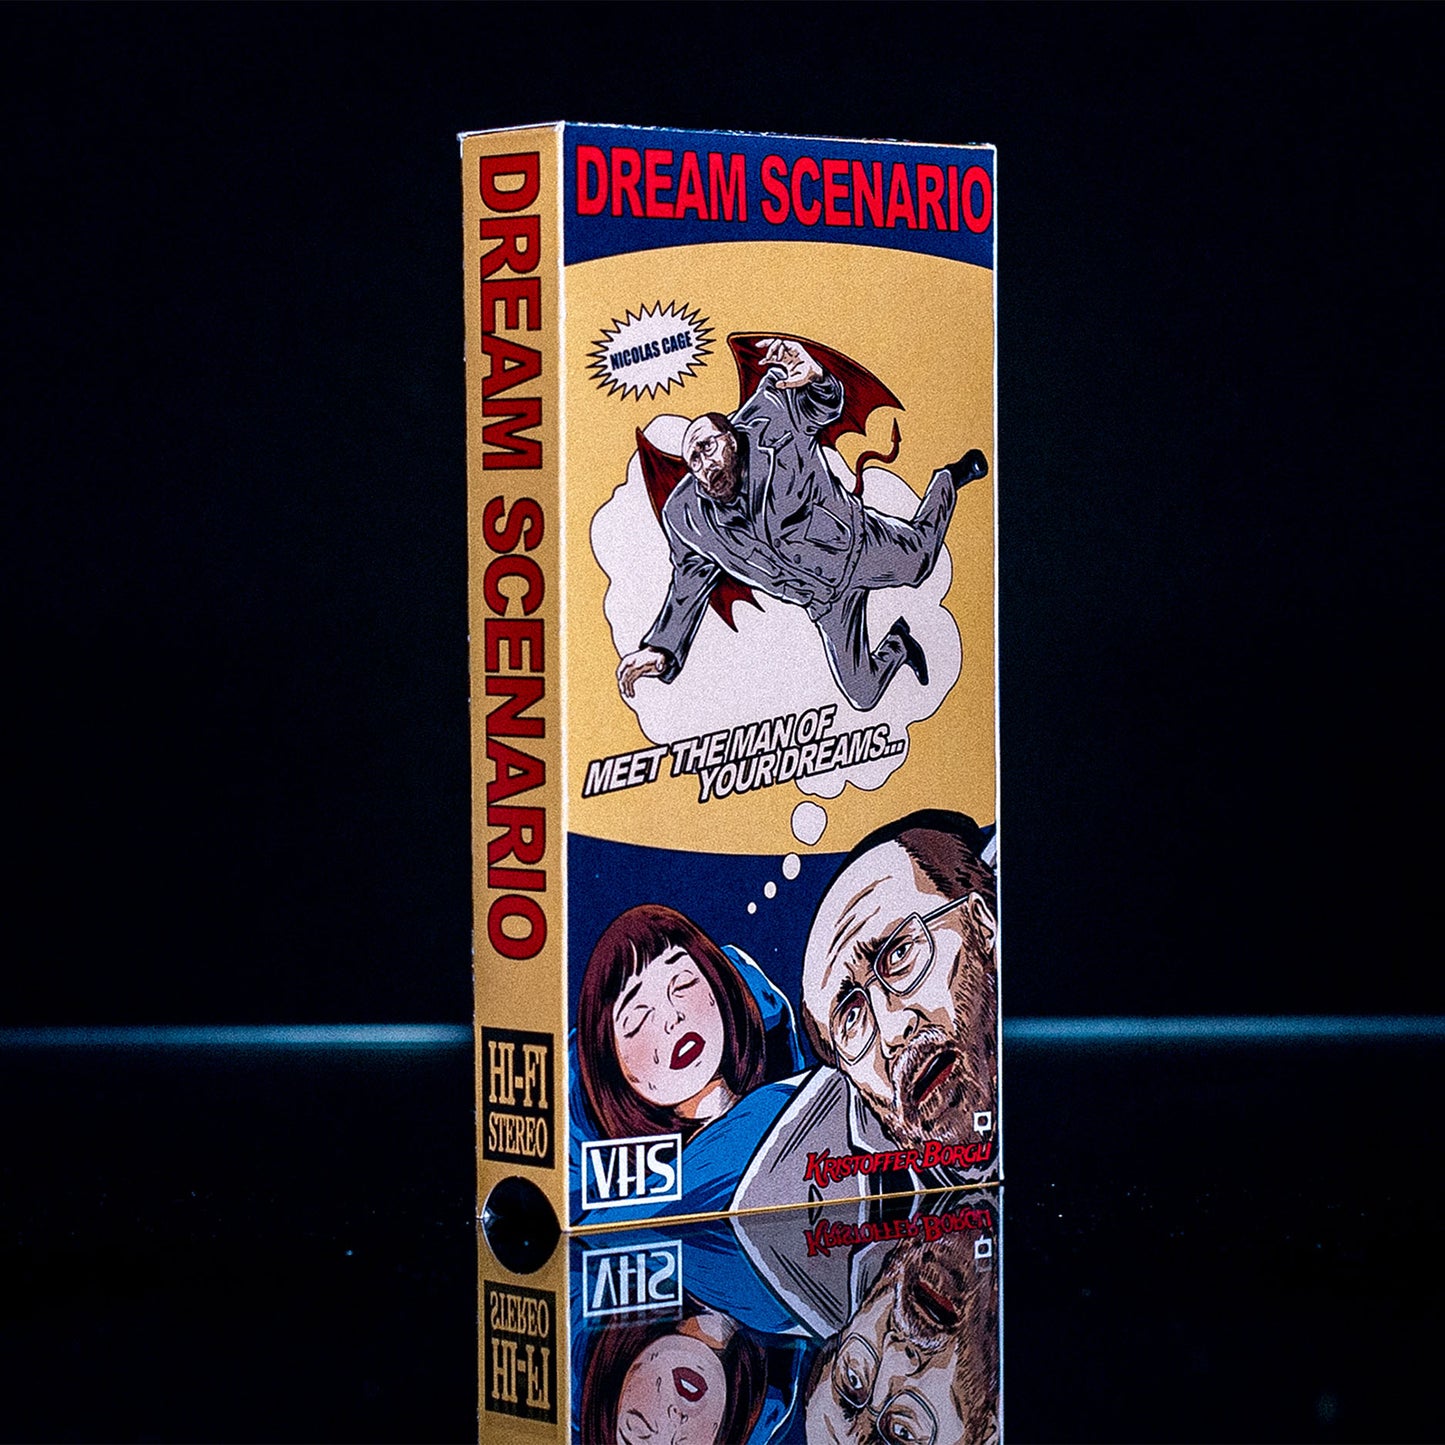 DREAM SCENARIO
DREAM SCENARIO
NICOLAS CAGE
MEET THE MAN OF
YOUR DREAMS...
HI-FI
STEREO
VHS
KRISTOFFER BORGLI